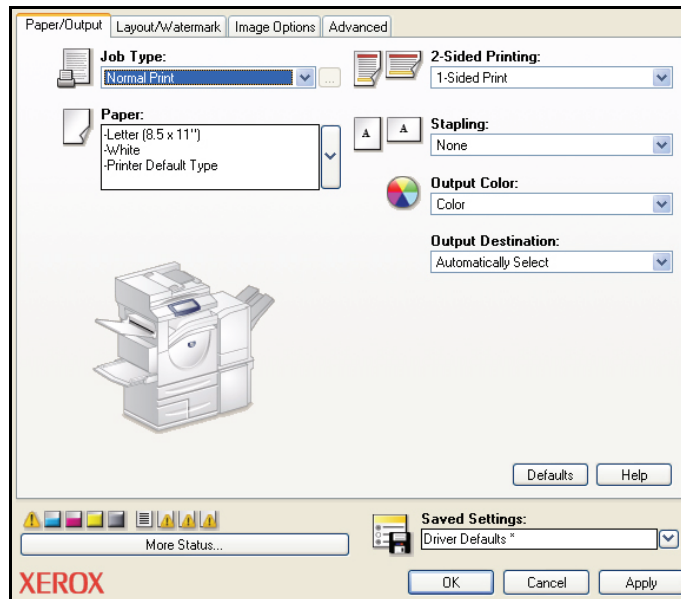 Paper/Output Layout/Watermark Image Options Advanced
Job Type:
Normal Print
...
Paper:
-Letter (8.5 x 11")
-White
-Printer Default Type
2-Sided Printing:
1-Sided Print
A A
Stapling:
None
Output Color:
Color
Output Destination:
Automatically Select
Defaults Help
More Status...
Saved Settings:
Driver Defaults *
XEROX
OK Cancel Apply